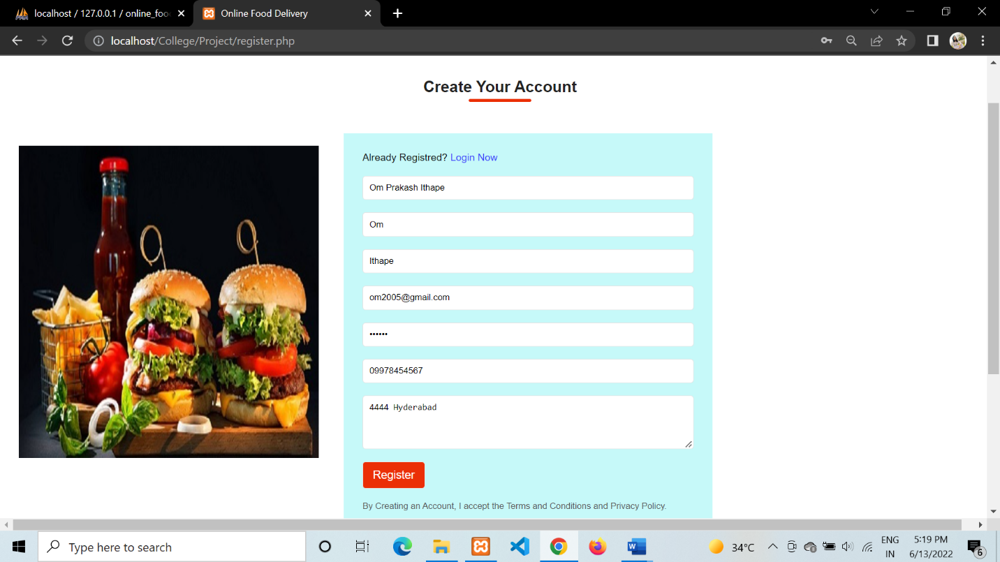 localhost / 127.0.0.1 / online_foo
Online Food Delivery
localhost/College/Project/register.php
Create Your Account
Already Registred? Login Now
Om Prakash Ithape
Om
Ithape
om2005@gmail.com
••••••
09978454567
4444 Hyderabad
Register
By Creating an Account, I accept the Terms and Conditions and Privacy Policy.
Type here to search
34°C
ENG
IN
5:19 PM
6/13/2022
6